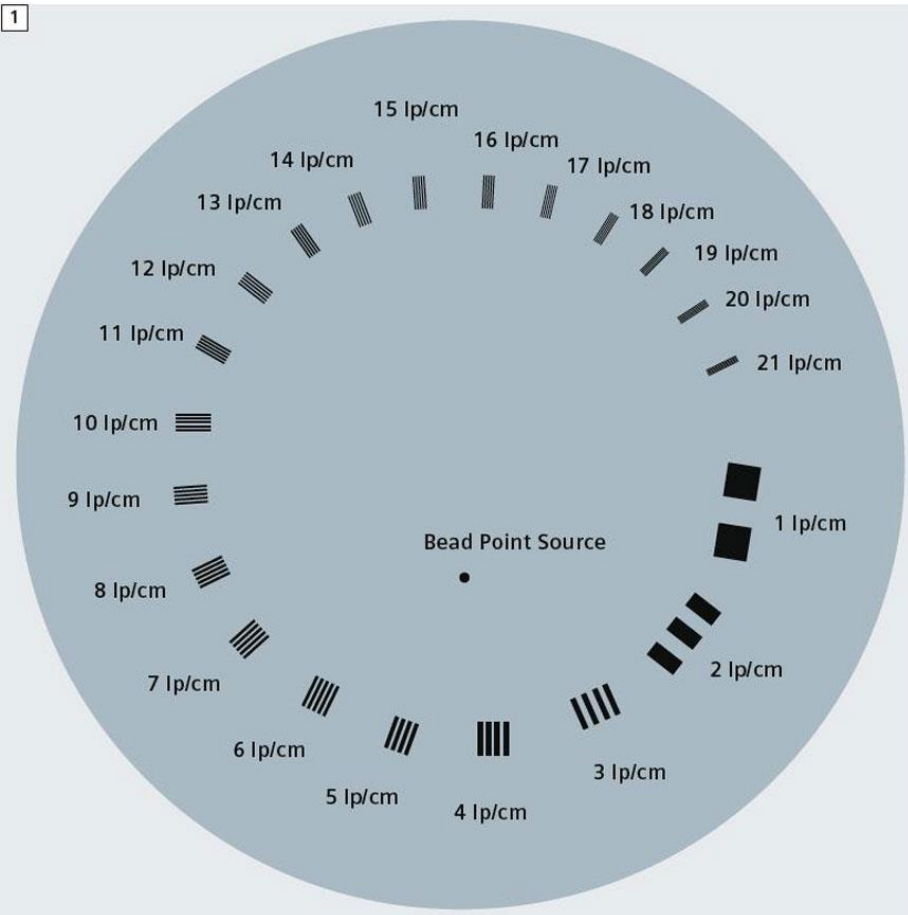 1
15 lp/cm
16 lp/cm
14 lp/cm
17 lp/cm
13 lp/cm
18 lp/cm
19 lp/cm
12 lp/cm
20 lp/cm
11 lp/cm
21 lp/cm
10 lp/cm
9 lp/cm
1 lp/cm
Bead Point Source
8 lp/cm
2 lp/cm
7 lp/cm
6 lp/cm
3 lp/cm
5 lp/cm
4 lp/cm